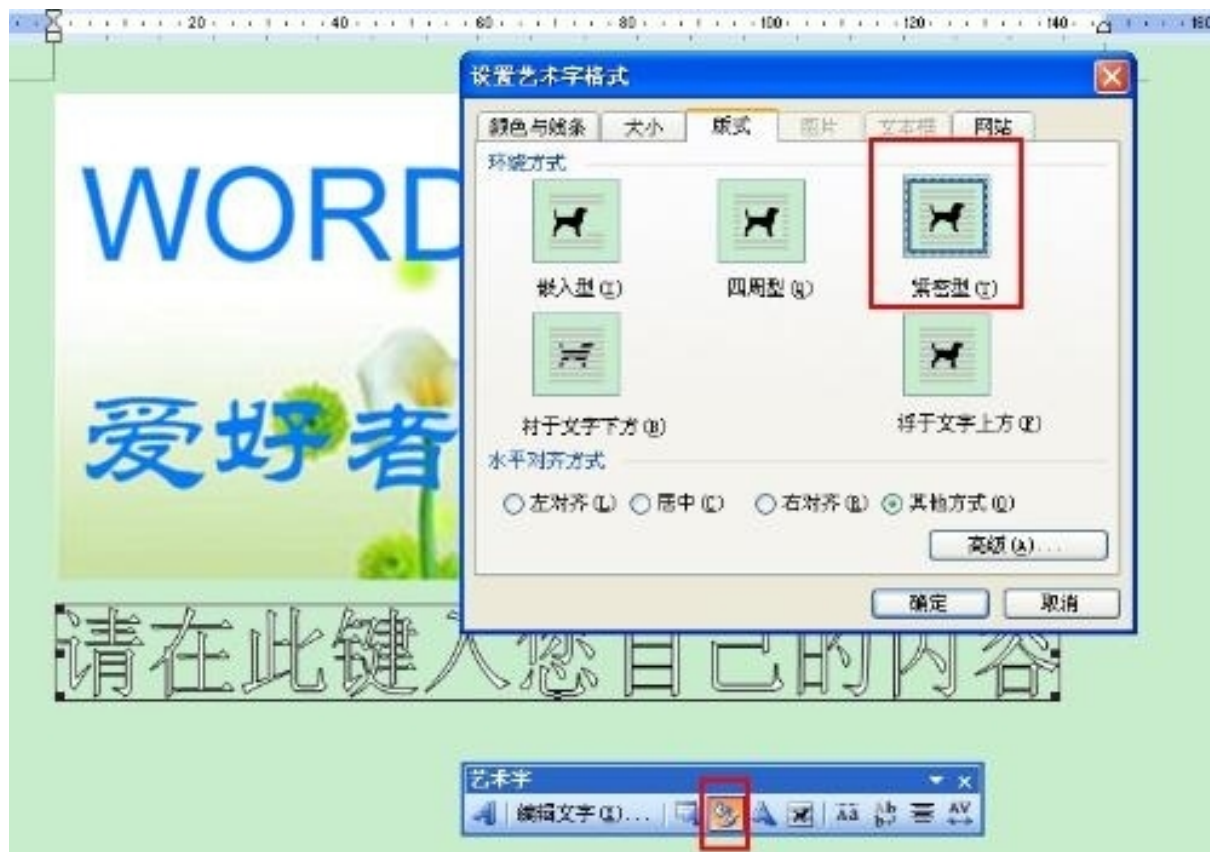 20 40 60 80 100 120 140 160
设置艺术字格式
颜色与线条 大小 版式 图片 文本框 网站
环绕方式
WORD
嵌入型(I) 四周型(Q) 紧密型(T)
爱好者
衬于文字下方(B) 浮于文字上方(F)
水平对齐方式
左对齐(L) 居中(C) 右对齐(R) 其他方式(O)
高级(A)...
确定 取消
请在此键入您自己的内容
艺术字
编辑文字(X)... Aa Ab AV